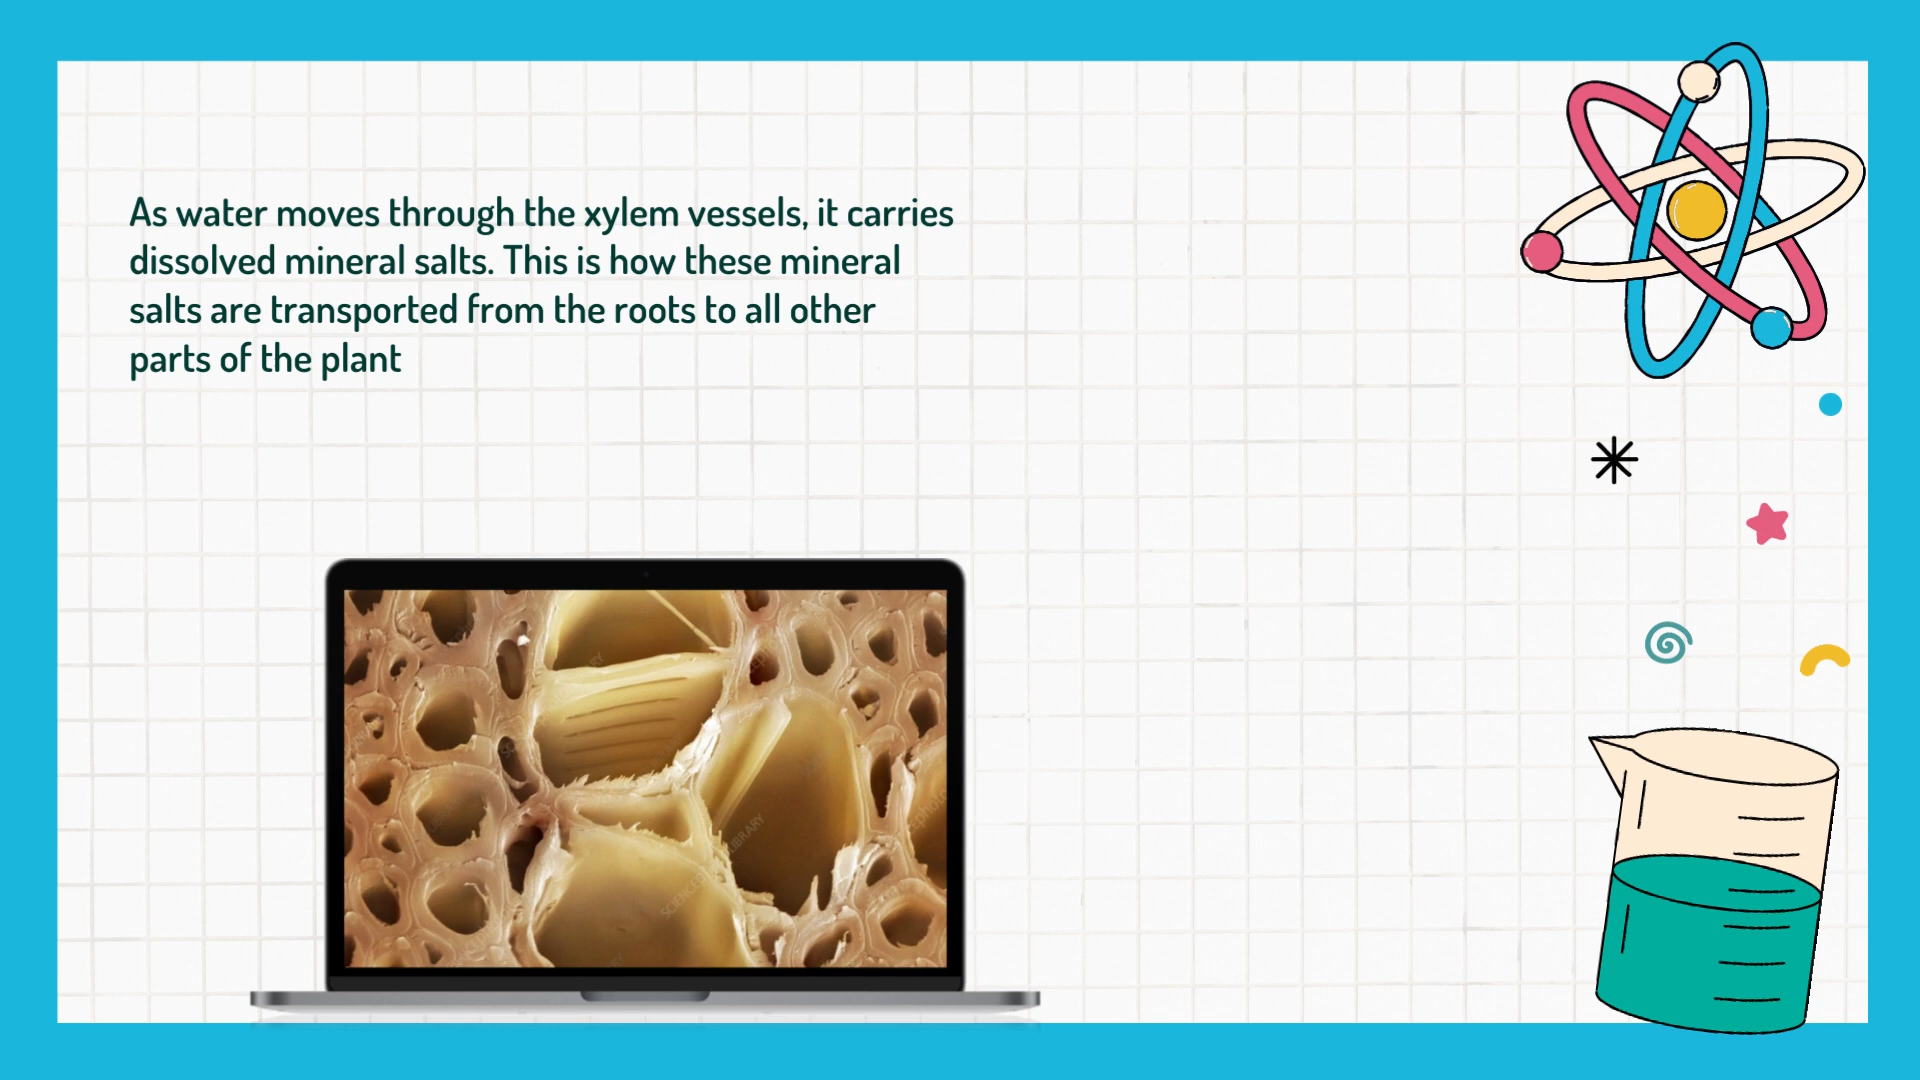 As water moves through the xylem vessels, it carries
dissolved mineral salts. This is how these mineral
salts are transported from the roots to all other
parts of the plant
LIBRARY